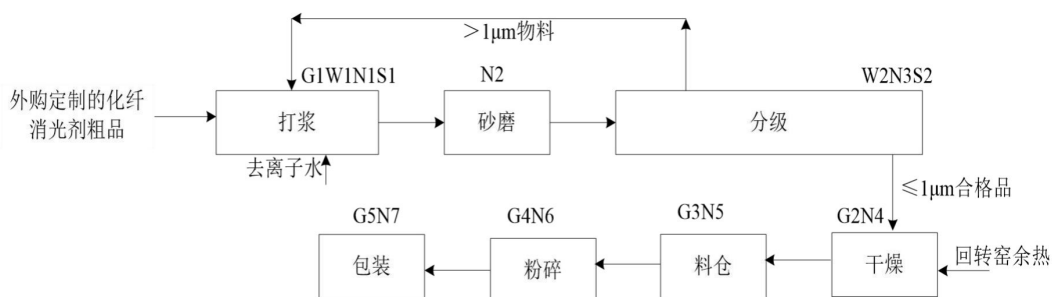 ＞1μm物料
G1W1N1S1
N2
W2N3S2
外购定制的化纤
消光剂粗品
打浆
砂磨
分级
去离子水
≤1μm合格品
G5N7
G4N6
G3N5
G2N4
包装
粉碎
料仓
干燥
回转窑余热